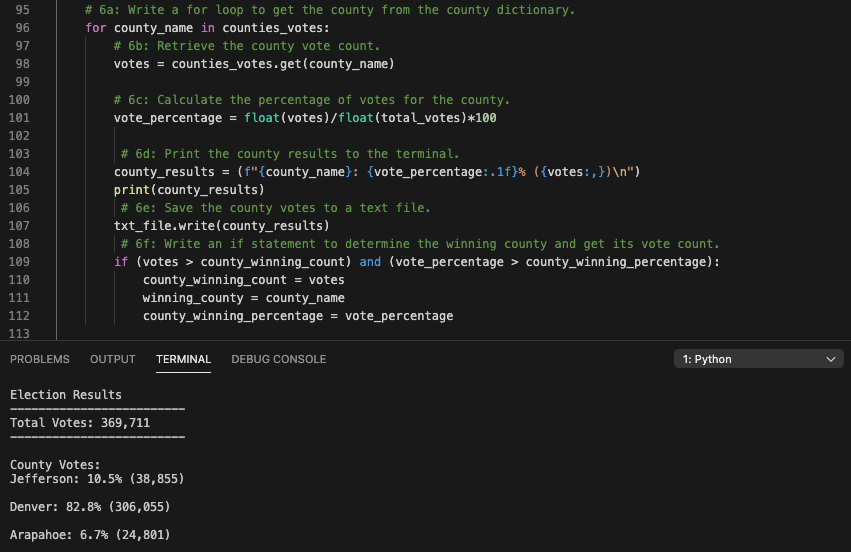 95 # 6a: Write a for loop to get the county from the county dictionary.
96 for county_name in counties_votes:
97 # 6b: Retrieve the county vote count.
98 votes = counties_votes.get(county_name)
99
100 # 6c: Calculate the percentage of votes for the county.
101 vote_percentage = float(votes)/float(total_votes)*100
102
103 # 6d: Print the county results to the terminal.
104 county_results = (f"{county_name}: {vote_percentage:.1f}% ({votes:,})\n")
105 print(county_results)
106 # 6e: Save the county votes to a text file.
107 txt_file.write(county_results)
108 # 6f: Write an if statement to determine the winning county and get its vote count.
109 if (votes > county_winning_count) and (vote_percentage > county_winning_percentage):
110 county_winning_count = votes
111 winning_county = county_name
112 county_winning_percentage = vote_percentage
113
PROBLEMS OUTPUT TERMINAL DEBUG CONSOLE 1: Python
Election Results
-------------------------
Total Votes: 369,711
-------------------------
County Votes:
Jefferson: 10.5% (38,855)
Denver: 82.8% (306,055)
Arapahoe: 6.7% (24,801)